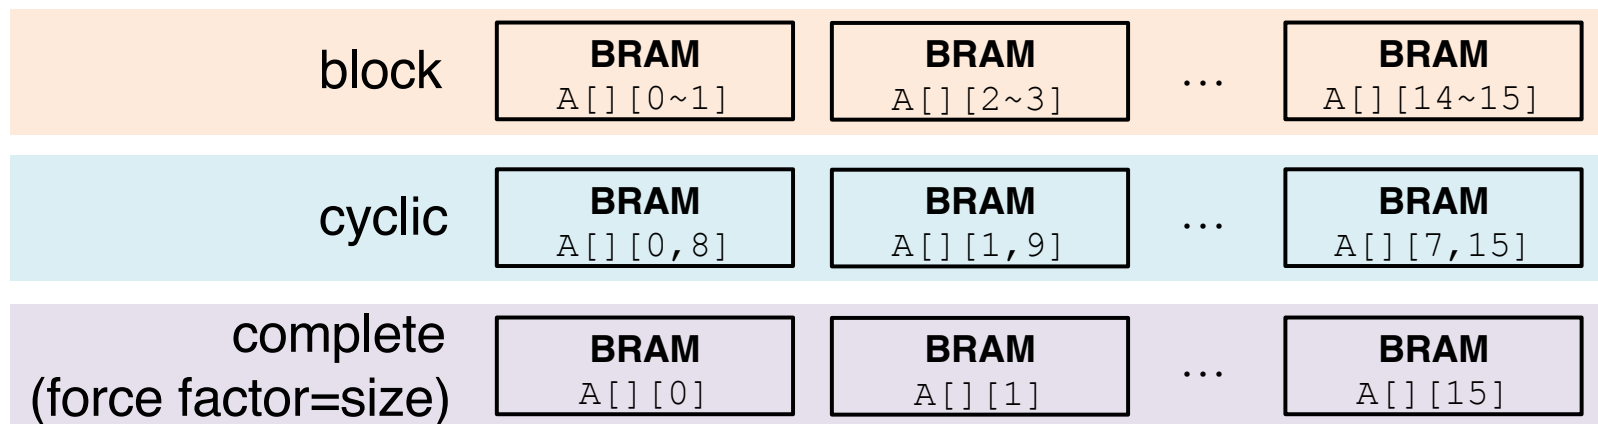 block
BRAM
A[][0~1]
BRAM
A[][2~3]
...
BRAM
A[][14~15]
cyclic
BRAM
A[][0,8]
BRAM
A[][1,9]
...
BRAM
A[][7,15]
complete
(force factor=size)
BRAM
A[][0]
BRAM
A[][1]
...
BRAM
A[][15]